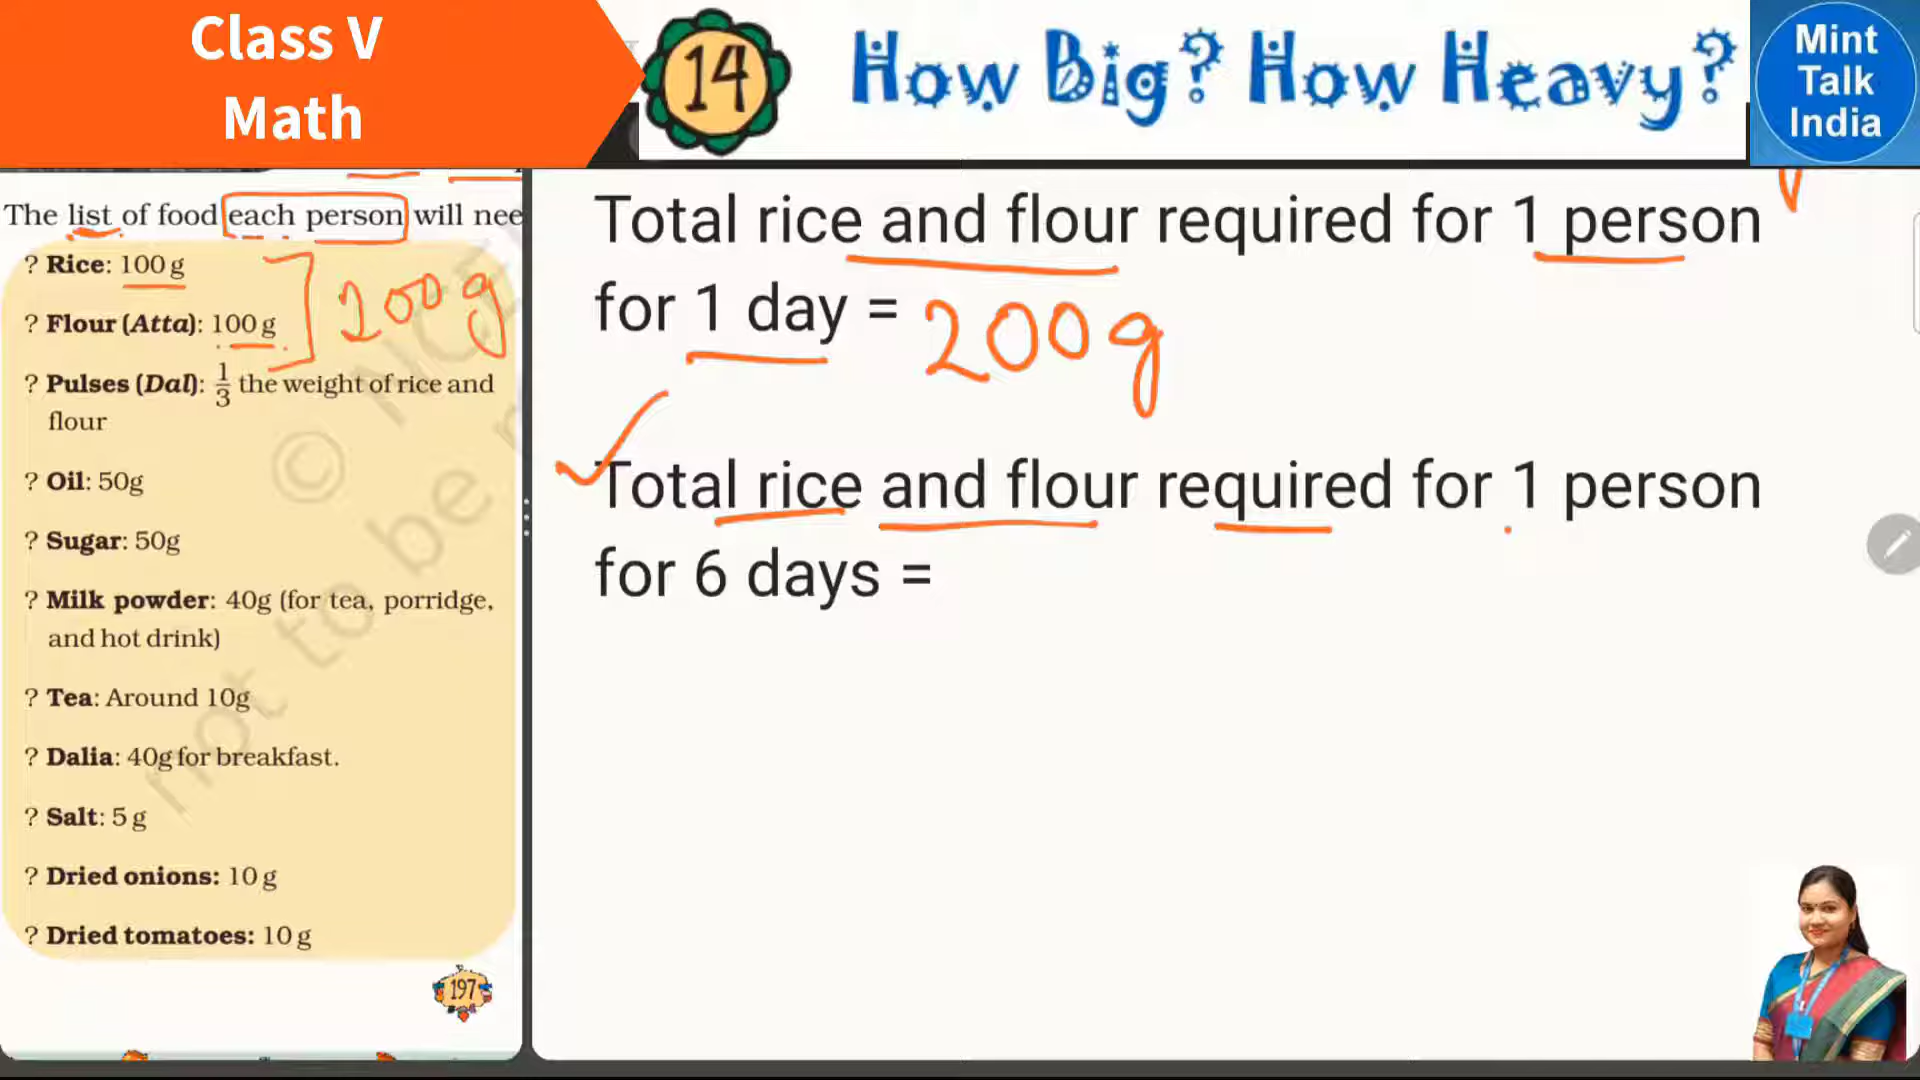 Class V
Math
14
How Big? How Heavy?
Mint
Talk
India
The list of food each person will nee
? Rice: 100 g
? Flour (Atta): 100 g
200g
? Pulses (Dal): 1/3 the weight of rice and
flour
? Oil: 50g
? Sugar: 50g
? Milk powder: 40g (for tea, porridge,
and hot drink)
? Tea: Around 10g
? Dalia: 40g for breakfast.
? Salt: 5 g
? Dried onions: 10 g
? Dried tomatoes: 10 g
197
Total rice and flour required for 1 person
for 1 day = 200g
Total rice and flour required for 1 person
for 6 days =
not to be